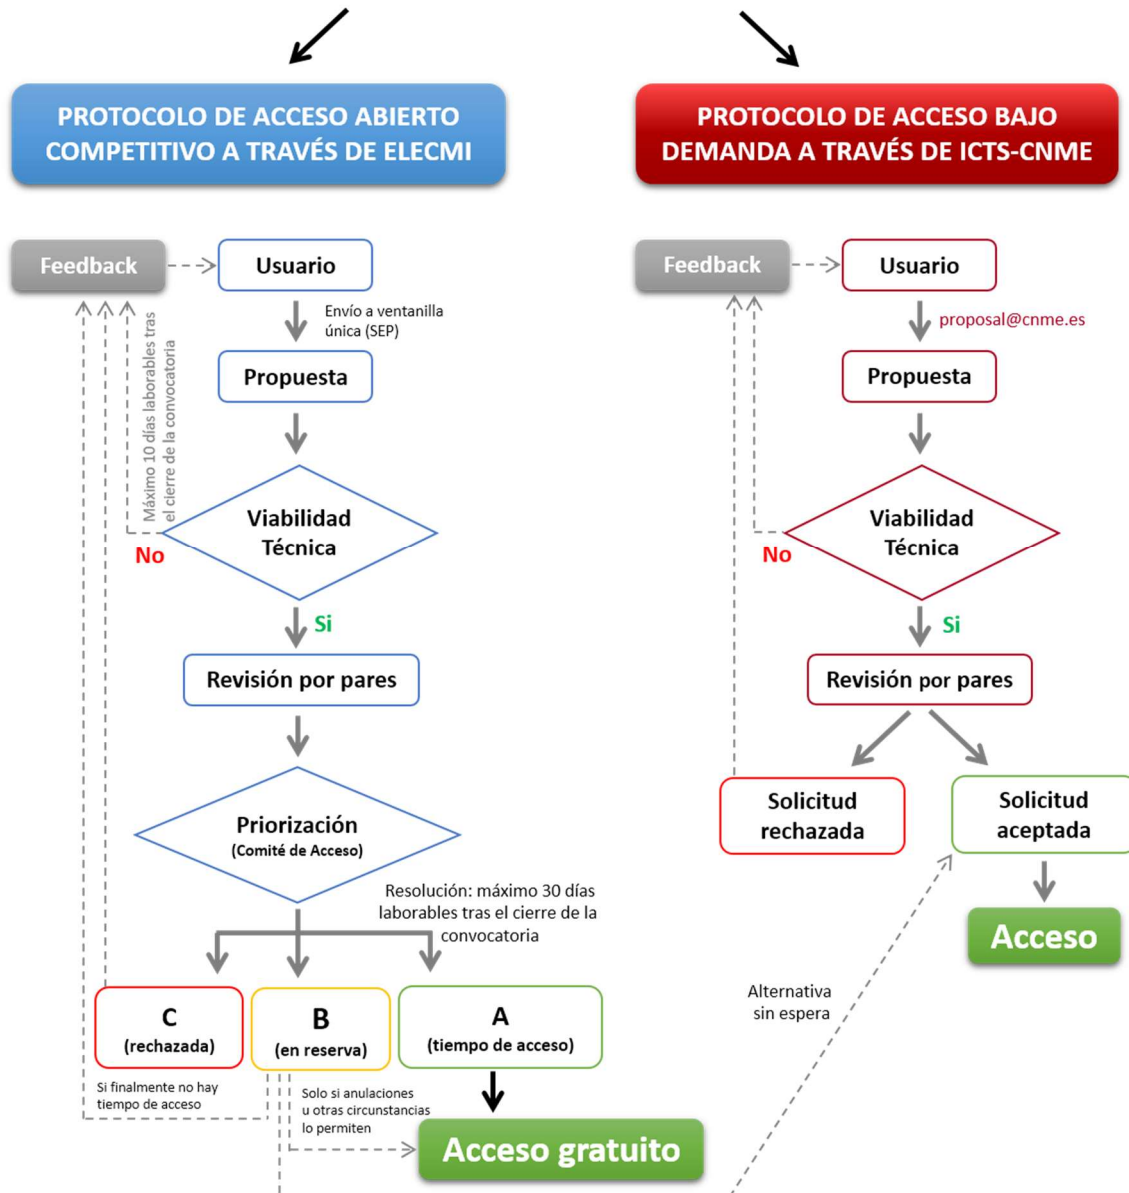 PROTOCOLO DE ACCESO ABIERTO
COMPETITIVO A TRAVÉS DE ELECMI
Feedback
Usuario
Envío a ventanilla
única (SEP)
Propuesta
Máximo 10 días laborables tras
el cierre de la convocatoria
Viabilidad
Técnica
No
Si
Revisión por pares
Priorización
(Comité de Acceso)
Resolución: máximo 30 días
laborables tras el cierre de la
convocatoria
C
(rechazada)
B
(en reserva)
A
(tiempo de acceso)
Si finalmente no hay
tiempo de acceso
Solo si anulaciones
u otras circunstancias
lo permiten
Acceso gratuito
PROTOCOLO DE ACCESO BAJO
DEMANDA A TRAVÉS DE ICTS-CNME
Feedback
Usuario
proposal@cnme.es
Propuesta
Viabilidad
Técnica
No
Si
Revisión por pares
Solicitud
rechazada
Solicitud
aceptada
Acceso
Alternativa
sin espera